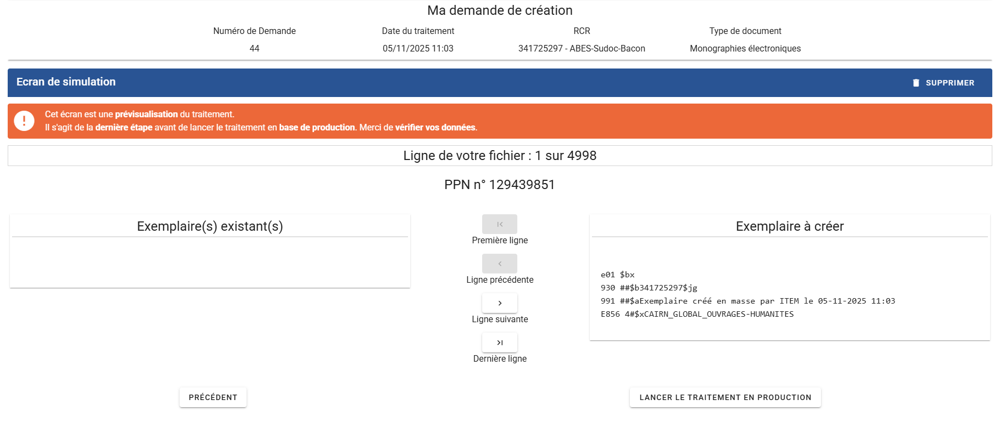 Ma demande de création
Numéro de Demande
Date du traitement
RCR
Type de document
44
05/11/2025 11:03
341725297 - ABES-Sudoc-Bacon
Monographies électroniques
Ecran de simulation
SUPPRIMER
Cet écran est une prévisualisation du traitement.
Il s'agit de la dernière étape avant de lancer le traitement en base de production. Merci de vérifier vos données.
Ligne de votre fichier : 1 sur 4998
PPN n° 129439851
Exemplaire(s) existant(s)
Première ligne
Ligne précédente
Ligne suivante
Dernière ligne
Exemplaire à créer
e01 $bx
930 ##$b341725297$jg
991 ##$aExemplaire créé en masse par ITEM le 05-11-2025 11:03
E856 4#$xCAIRN_GLOBAL_OUVRAGES-HUMANITES
PRÉCÉDENT
LANCER LE TRAITEMENT EN PRODUCTION